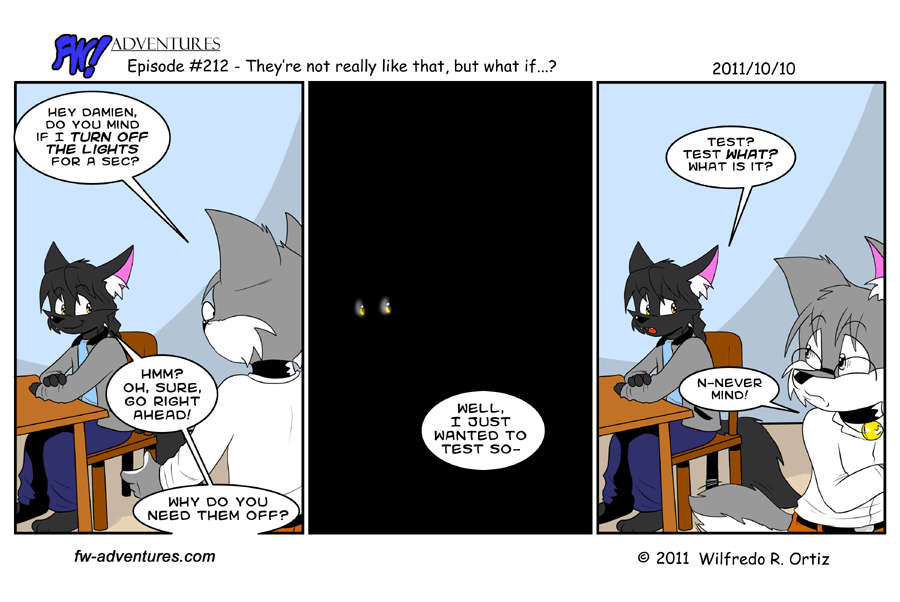 FW! ADVENTURES
Episode #212 - They're not really like that, but what if...?
2011/10/10
HEY DAMIEN,
DO YOU MIND
IF I TURN OFF
THE LIGHTS
FOR A SEC?
HMM?
OH, SURE,
GO RIGHT
AHEAD!
WHY DO YOU
NEED THEM OFF?
WELL,
I JUST
WANTED TO
TEST SO-
TEST?
TEST WHAT?
WHAT IS IT?
N-NEVER
MIND!
fw-adventures.com
© 2011 Wilfredo R. Ortiz